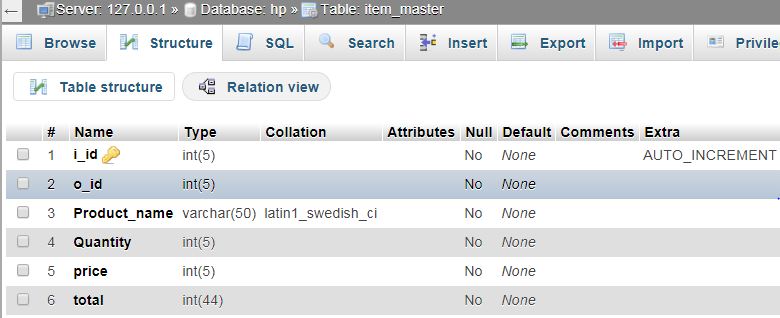 Server: 127.0.0.1 » Database: hp » Table: item_master
Browse Structure SQL Search Insert Export Import Privile
Table structure Relation view
# Name Type Collation Attributes Null Default Comments Extra
1 i_id int(5) No None AUTO_INCREMENT
2 o_id int(5) No None
3 Product_name varchar(50) latin1_swedish_ci No None
4 Quantity int(5) No None
5 price int(5) No None
6 total int(44) No None